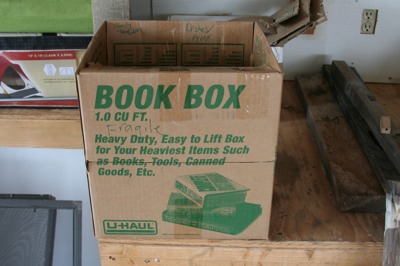 BOOK BOX
1.0 CU FT.
Fragile
Heavy Duty, Easy to Lift Box
for Your Heaviest Items Such
as Books, Tools, Canned
Goods, Etc.
U-HAUL